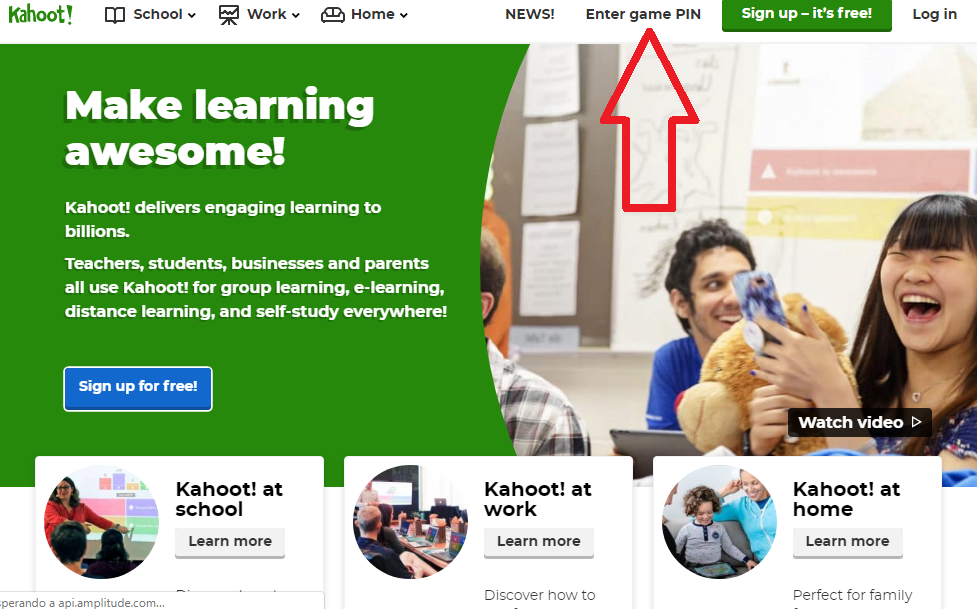 Kahoot!
School
Work
Home
NEWS!
Enter game PIN
Sign up – it's free!
Log in
Make learning
awesome!
Kahoot! delivers engaging learning to
billions.
Teachers, students, businesses and parents
all use Kahoot! for group learning, e-learning,
distance learning, and self-study everywhere!
Sign up for free!
Watch video
Kahoot! at
school
Learn more
Kahoot! at
work
Learn more
Discover how to
Kahoot! at
home
Learn more
Perfect for family
sperando a api.amplitude.com...